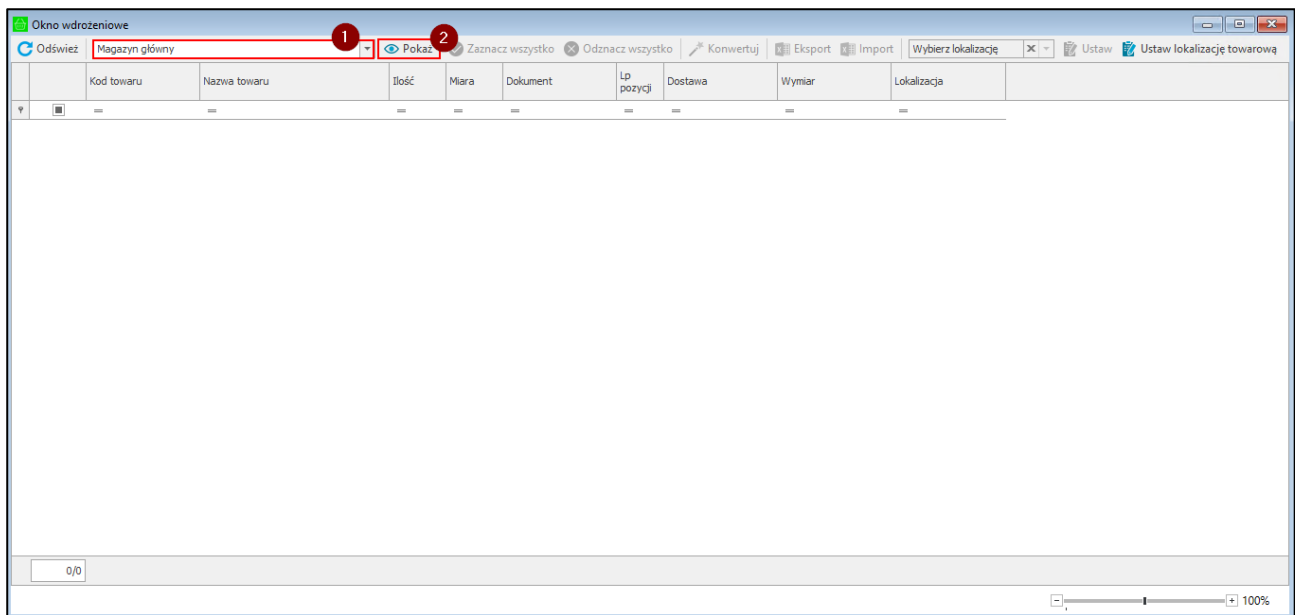 Okno wdrożeniowe
1 2
Odśwież Magazyn główny Pokaż Zaznacz wszystko Odznacz wszystko Konwertuj Eksport Import Wybierz lokalizację Ustaw Ustaw lokalizację towarową
Kod towaru Nazwa towaru Ilość Miara Dokument Lp pozycji Dostawa Wymiar Lokalizacja
= = = = = = = = =
0/0
100%